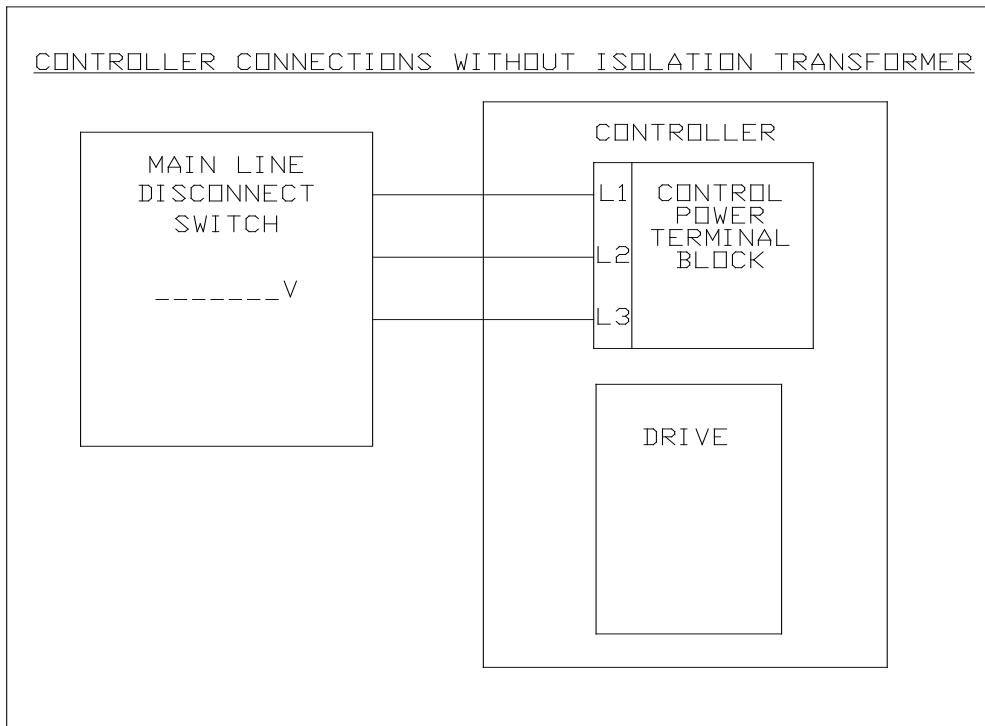 CONTROLLER CONNECTIONS WITHOUT ISOLATION TRANSFORMER
MAIN LINE
DISCONNECT
SWITCH
_______V
CONTROLLER
L1
L2
L3
CONTROL
POWER
TERMINAL
BLOCK
DRIVE